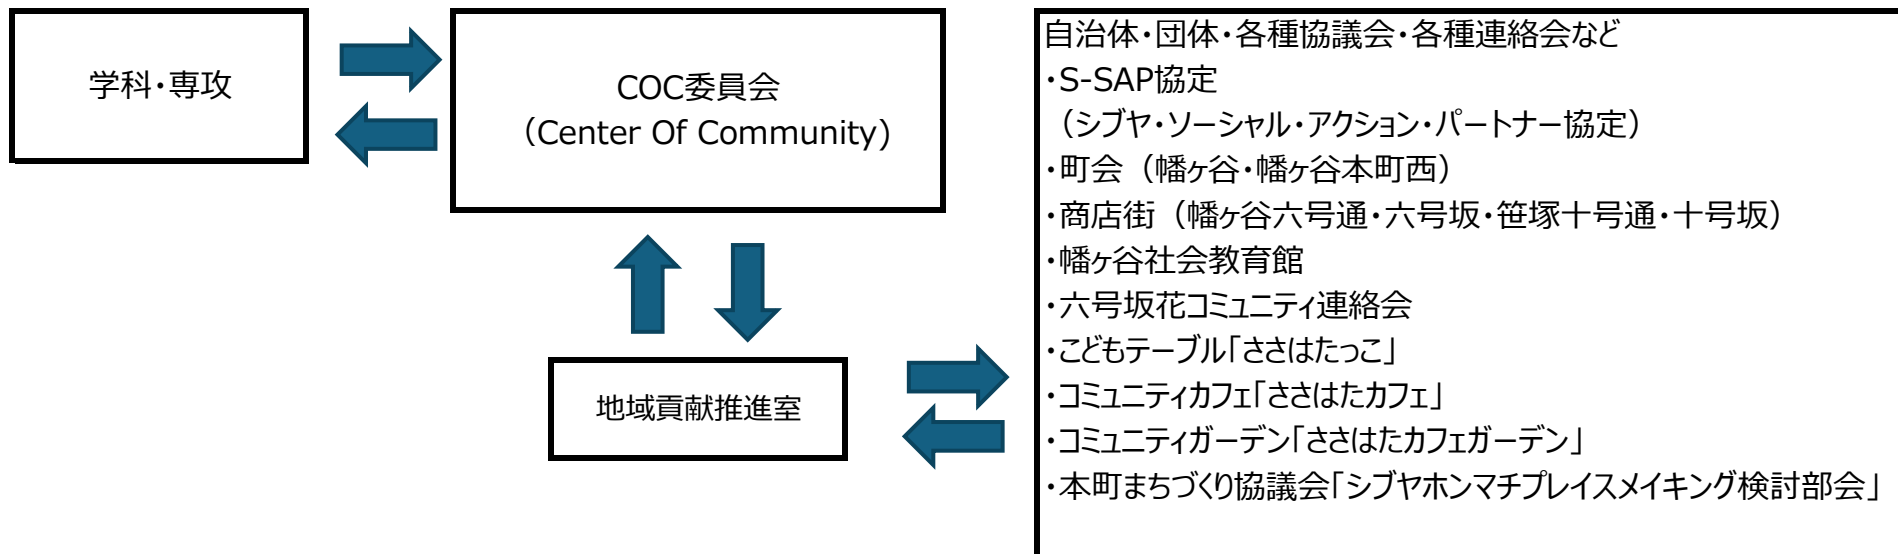 学科・専攻
COC委員会
（Center Of Community)
地域貢献推進室
自治体・団体・各種協議会・各種連絡会など
・S-SAP協定
（シブヤ・ソーシャル・アクション・パートナー協定）
・町会（幡ヶ谷・幡ヶ谷本町西）
・商店街（幡ヶ谷六号通・六号坂・笹塚十号通・十号坂）
・幡ヶ谷社会教育館
・六号坂花コミュニティ連絡会
・こどもテーブル「ささはたっこ」
・コミュニティカフェ「ささはたカフェ」
・コミュニティガーデン「ささはたカフェガーデン」
・本町まちづくり協議会「シブヤホンマチプレイスメイキング検討部会」